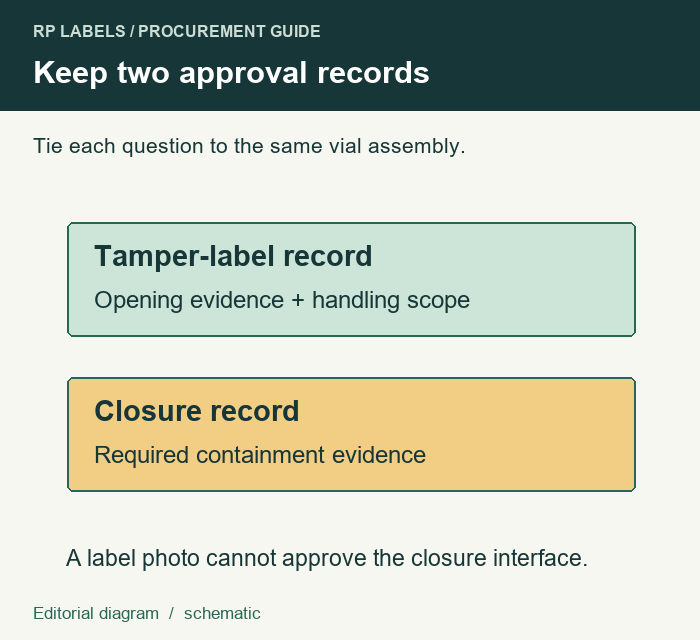 RP LABELS / PROCUREMENT GUIDE
Keep two approval records
Tie each question to the same vial assembly.
Tamper-label record
Opening evidence + handling scope
Closure record
Required containment evidence
A label photo cannot approve the closure interface.
Editorial diagram / schematic